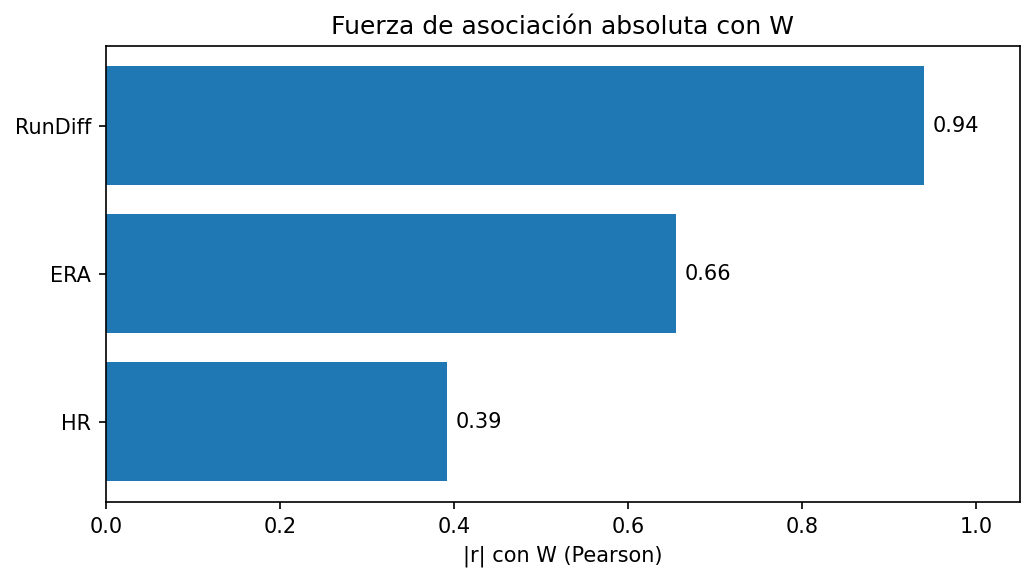 Fuerza de asociación absoluta con W
RunDiff
0.94
ERA
0.66
HR
0.39
0.0 0.2 0.4 0.6 0.8 1.0
|r| con W (Pearson)